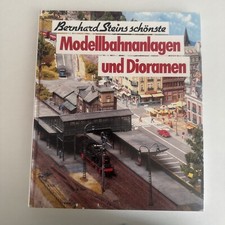 Bernhard Steins schönste
Modellbahnanlagen
und Dioramen